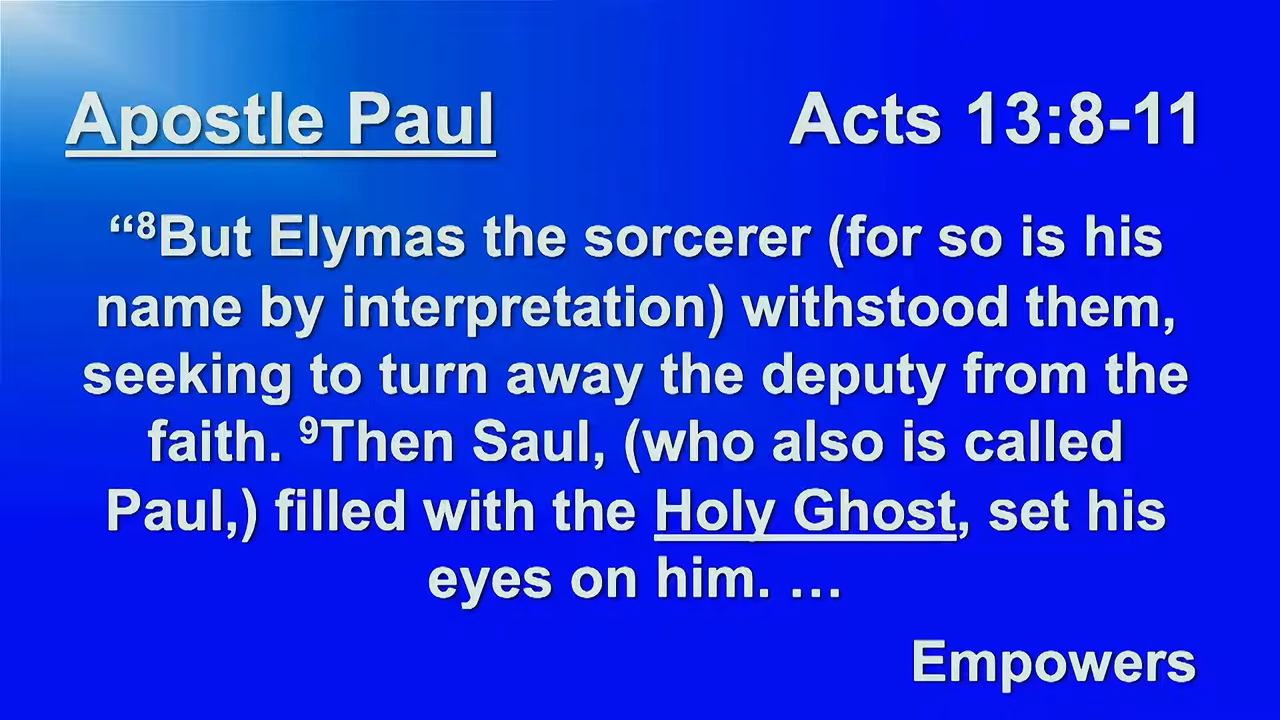 Apostle Paul Acts 13:8-11
“⁸But Elymas the sorcerer (for so is his
name by interpretation) withstood them,
seeking to turn away the deputy from the
faith. ⁹Then Saul, (who also is called
Paul,) filled with the Holy Ghost, set his
eyes on him. …
Empowers